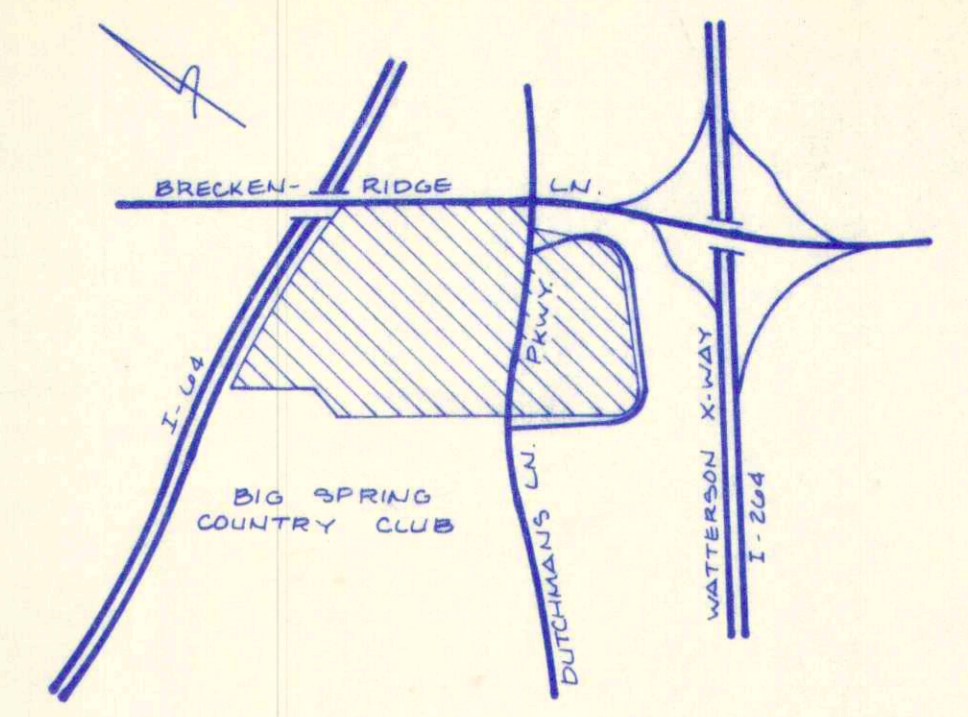 BRECKEN- RIDGE LN.
PKWY.
I-64
WATTERSON X-WAY
I-264
DUTCHMANS LN.
BIG SPRING
COUNTRY CLUB